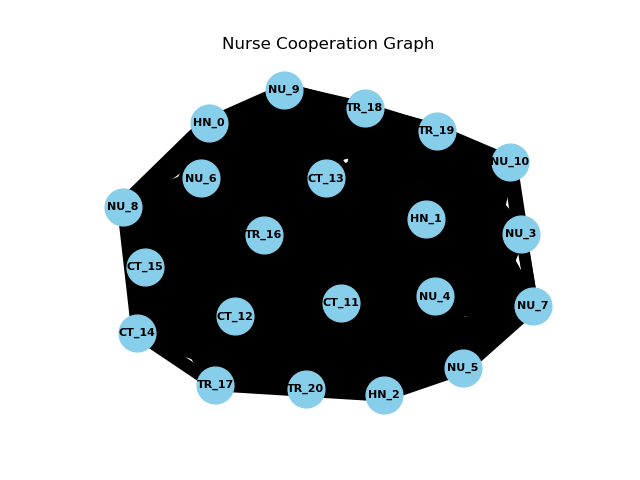 Nurse Cooperation Graph
NU_9
TR_18
HN_0
TR_19
NU_10
NU_6
CT_13
NU_8
HN_1
TR_16
NU_3
CT_15
NU_4
CT_11
NU_7
CT_12
CT_14
NU_5
TR_17
TR_20
HN_2